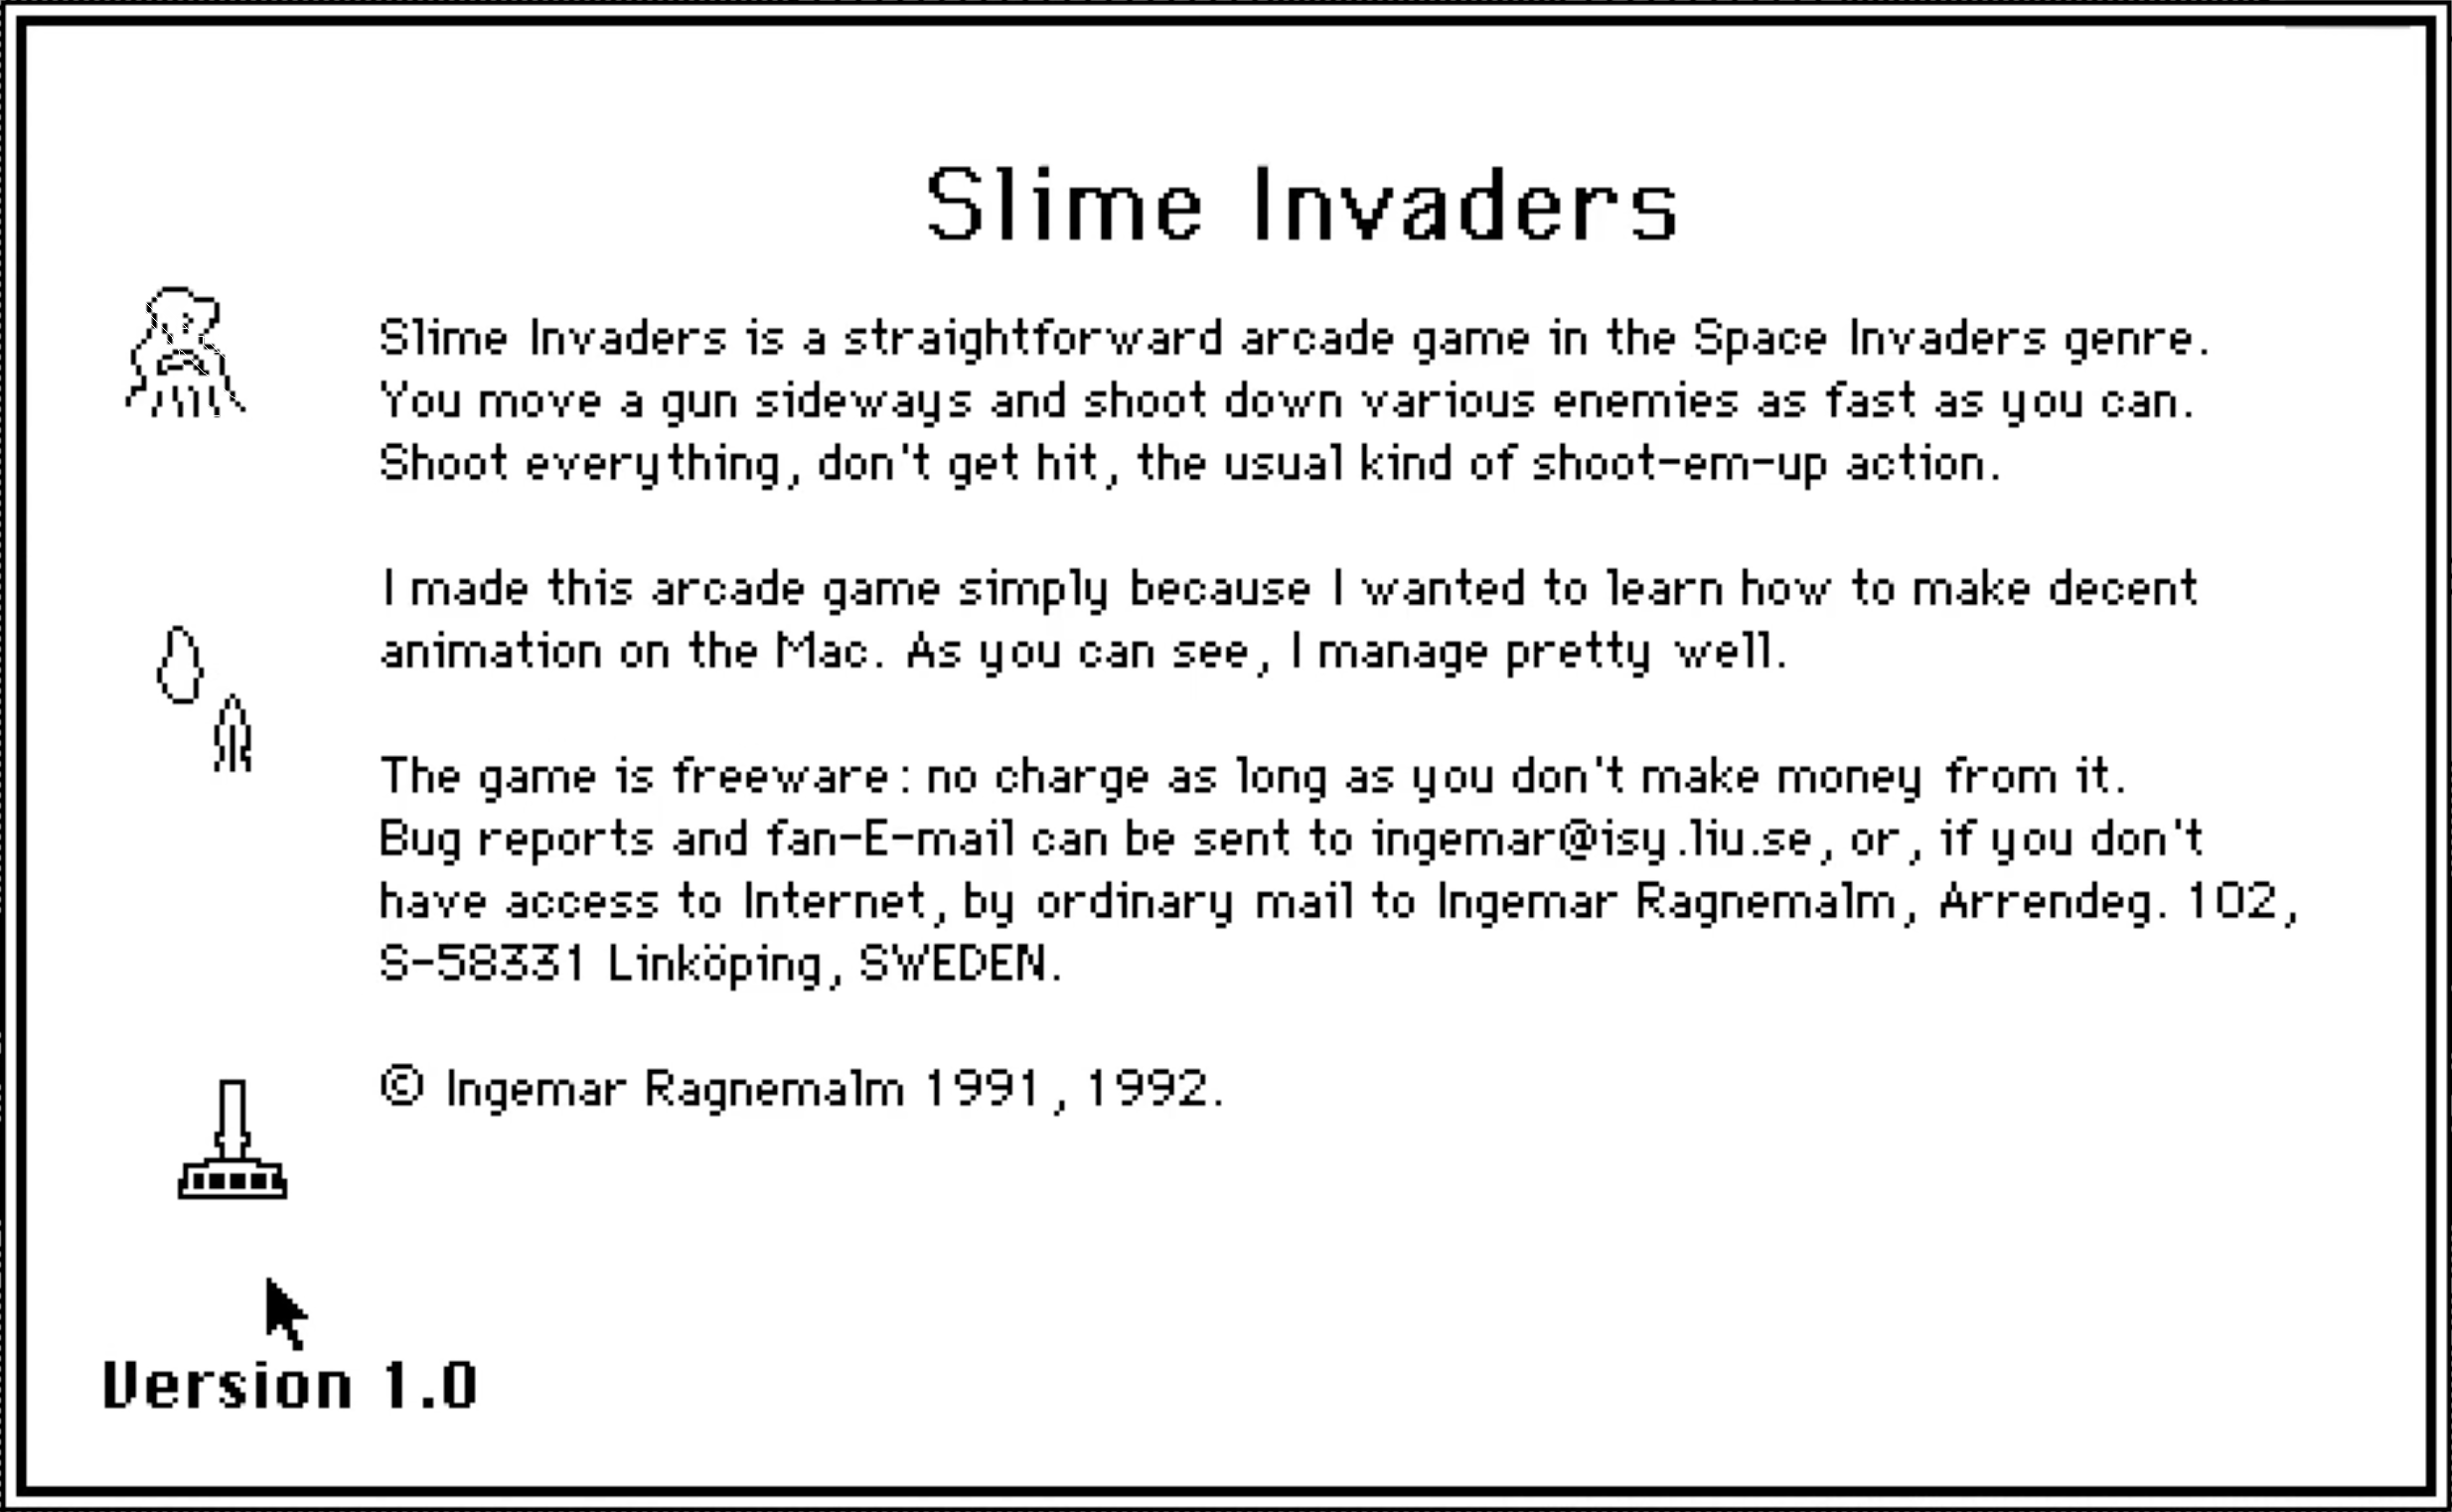 Slime Invaders
Slime Invaders is a straightforward arcade game in the Space Invaders genre.
You move a gun sideways and shoot down various enemies as fast as you can.
Shoot everything, don't get hit, the usual kind of shoot-em-up action.
I made this arcade game simply because I wanted to learn how to make decent
animation on the Mac. As you can see, I manage pretty well.
The game is freeware: no charge as long as you don't make money from it.
Bug reports and fan-E-mail can be sent to ingemar@isy.liu.se, or, if you don't
have access to Internet, by ordinary mail to Ingemar Ragnemalm, Arrendeg. 102,
S-58331 Linköping, SWEDEN.
© Ingemar Ragnemalm 1991, 1992.
Version 1.0